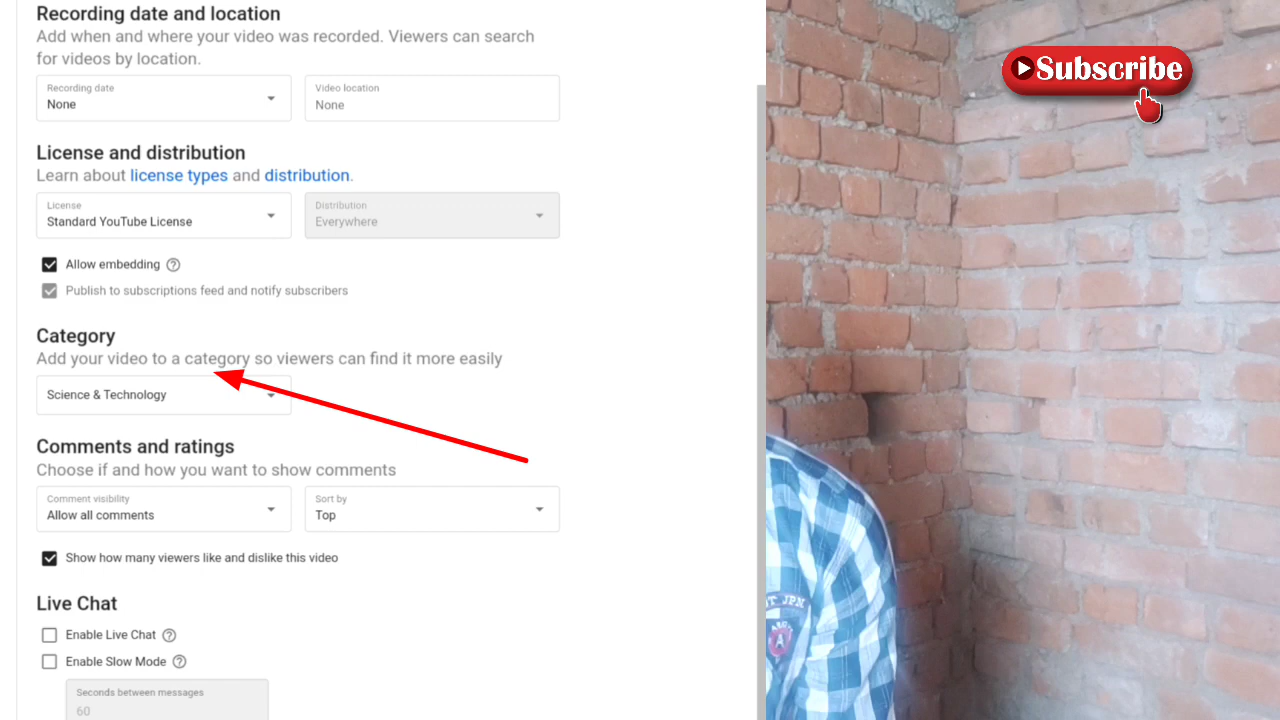 Recording date and location
Add when and where your video was recorded. Viewers can search
for videos by location.
Recording date
None
Video location
None
License and distribution
Learn about license types and distribution.
License
Standard YouTube License
Distribution
Everywhere
Allow embedding
Publish to subscriptions feed and notify subscribers
Category
Add your video to a category so viewers can find it more easily
Science & Technology
Comments and ratings
Choose if and how you want to show comments
Comment visibility
Allow all comments
Sort by
Top
Show how many viewers like and dislike this video
Live Chat
Enable Live Chat
Enable Slow Mode
Seconds between messages
60
Subscribe
JPN